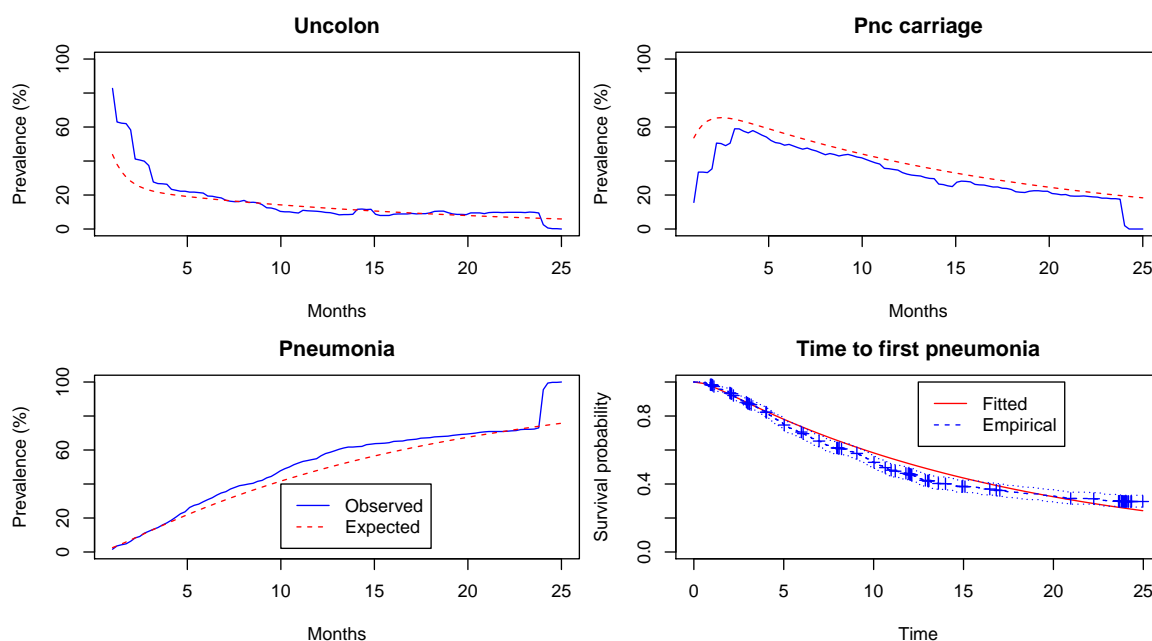 Uncolon
Prevalence (%)
0 20 60 100
5 10 15 20 25
Months
Pnc carriage
Prevalence (%)
0 20 60 100
5 10 15 20 25
Months
Pneumonia
Prevalence (%)
0 20 60 100
Observed
Expected
5 10 15 20 25
Months
Time to first pneumonia
Survival probability
0.0 0.4 0.8
Fitted
Empirical
0 5 10 15 20 25
Time